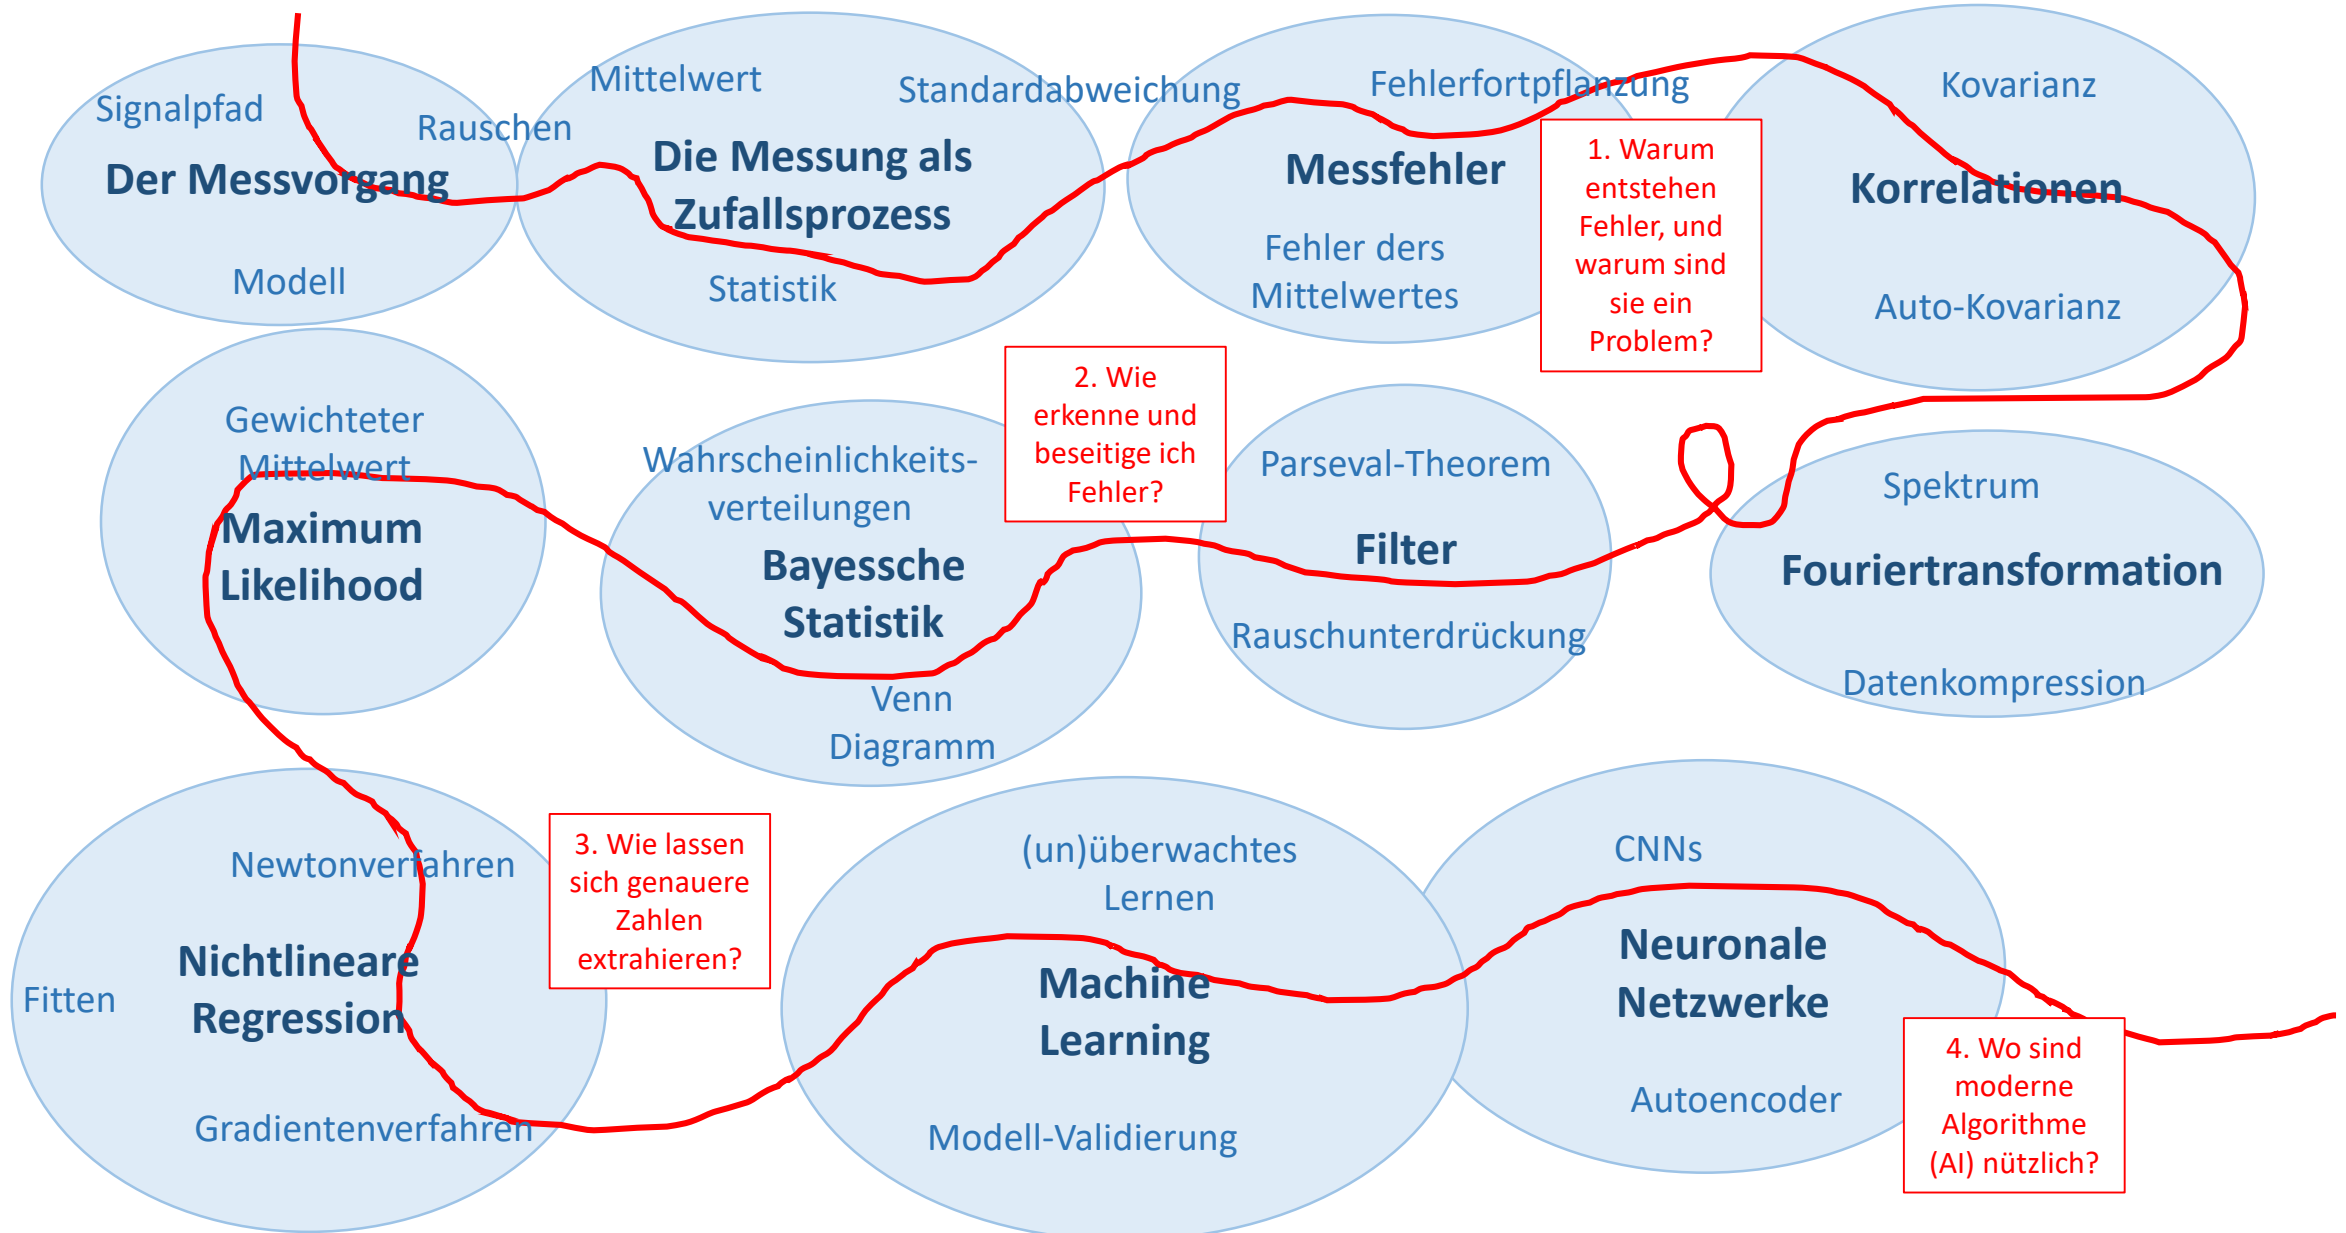 Signalpfad
Rauschen
Der Messvorgang
Modell
Mittelwert
Standardabweichung
Die Messung als
Zufallsprozess
Statistik
Fehlerfortpflanzung
Messfehler
Fehler ders
Mittelwertes
1. Warum
entstehen
Fehler, und
warum sind
sie ein
Problem?
Kovarianz
Korrelationen
Auto-Kovarianz
Gewichteter
Mittelwert
Maximum
Likelihood
Wahrscheinlichkeits-
verteilungen
Bayessche
Statistik
Venn
Diagramm
2. Wie
erkenne und
beseitige ich
Fehler?
Parseval-Theorem
Filter
Rauschunterdrückung
Spektrum
Fouriertransformation
Datenkompression
Newtonverfahren
Nichtlineare
Regression
Fitten
Gradientenverfahren
3. Wie lassen
sich genauere
Zahlen
extrahieren?
(un)überwachtes
Lernen
Machine
Learning
Modell-Validierung
CNNs
Neuronale
Netzwerke
Autoencoder
4. Wo sind
moderne
Algorithme
(AI) nützlich?